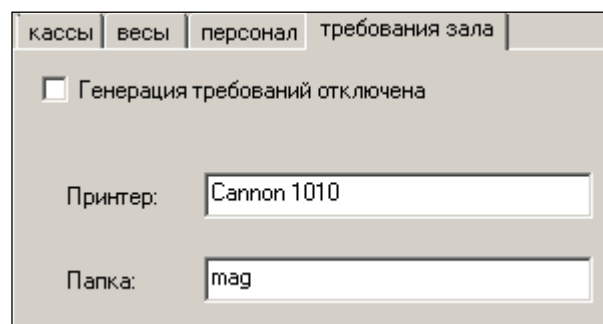 кассы весы персонал требования зала
Генерация требований отключена
Принтер: Cannon 1010
Папка: mag